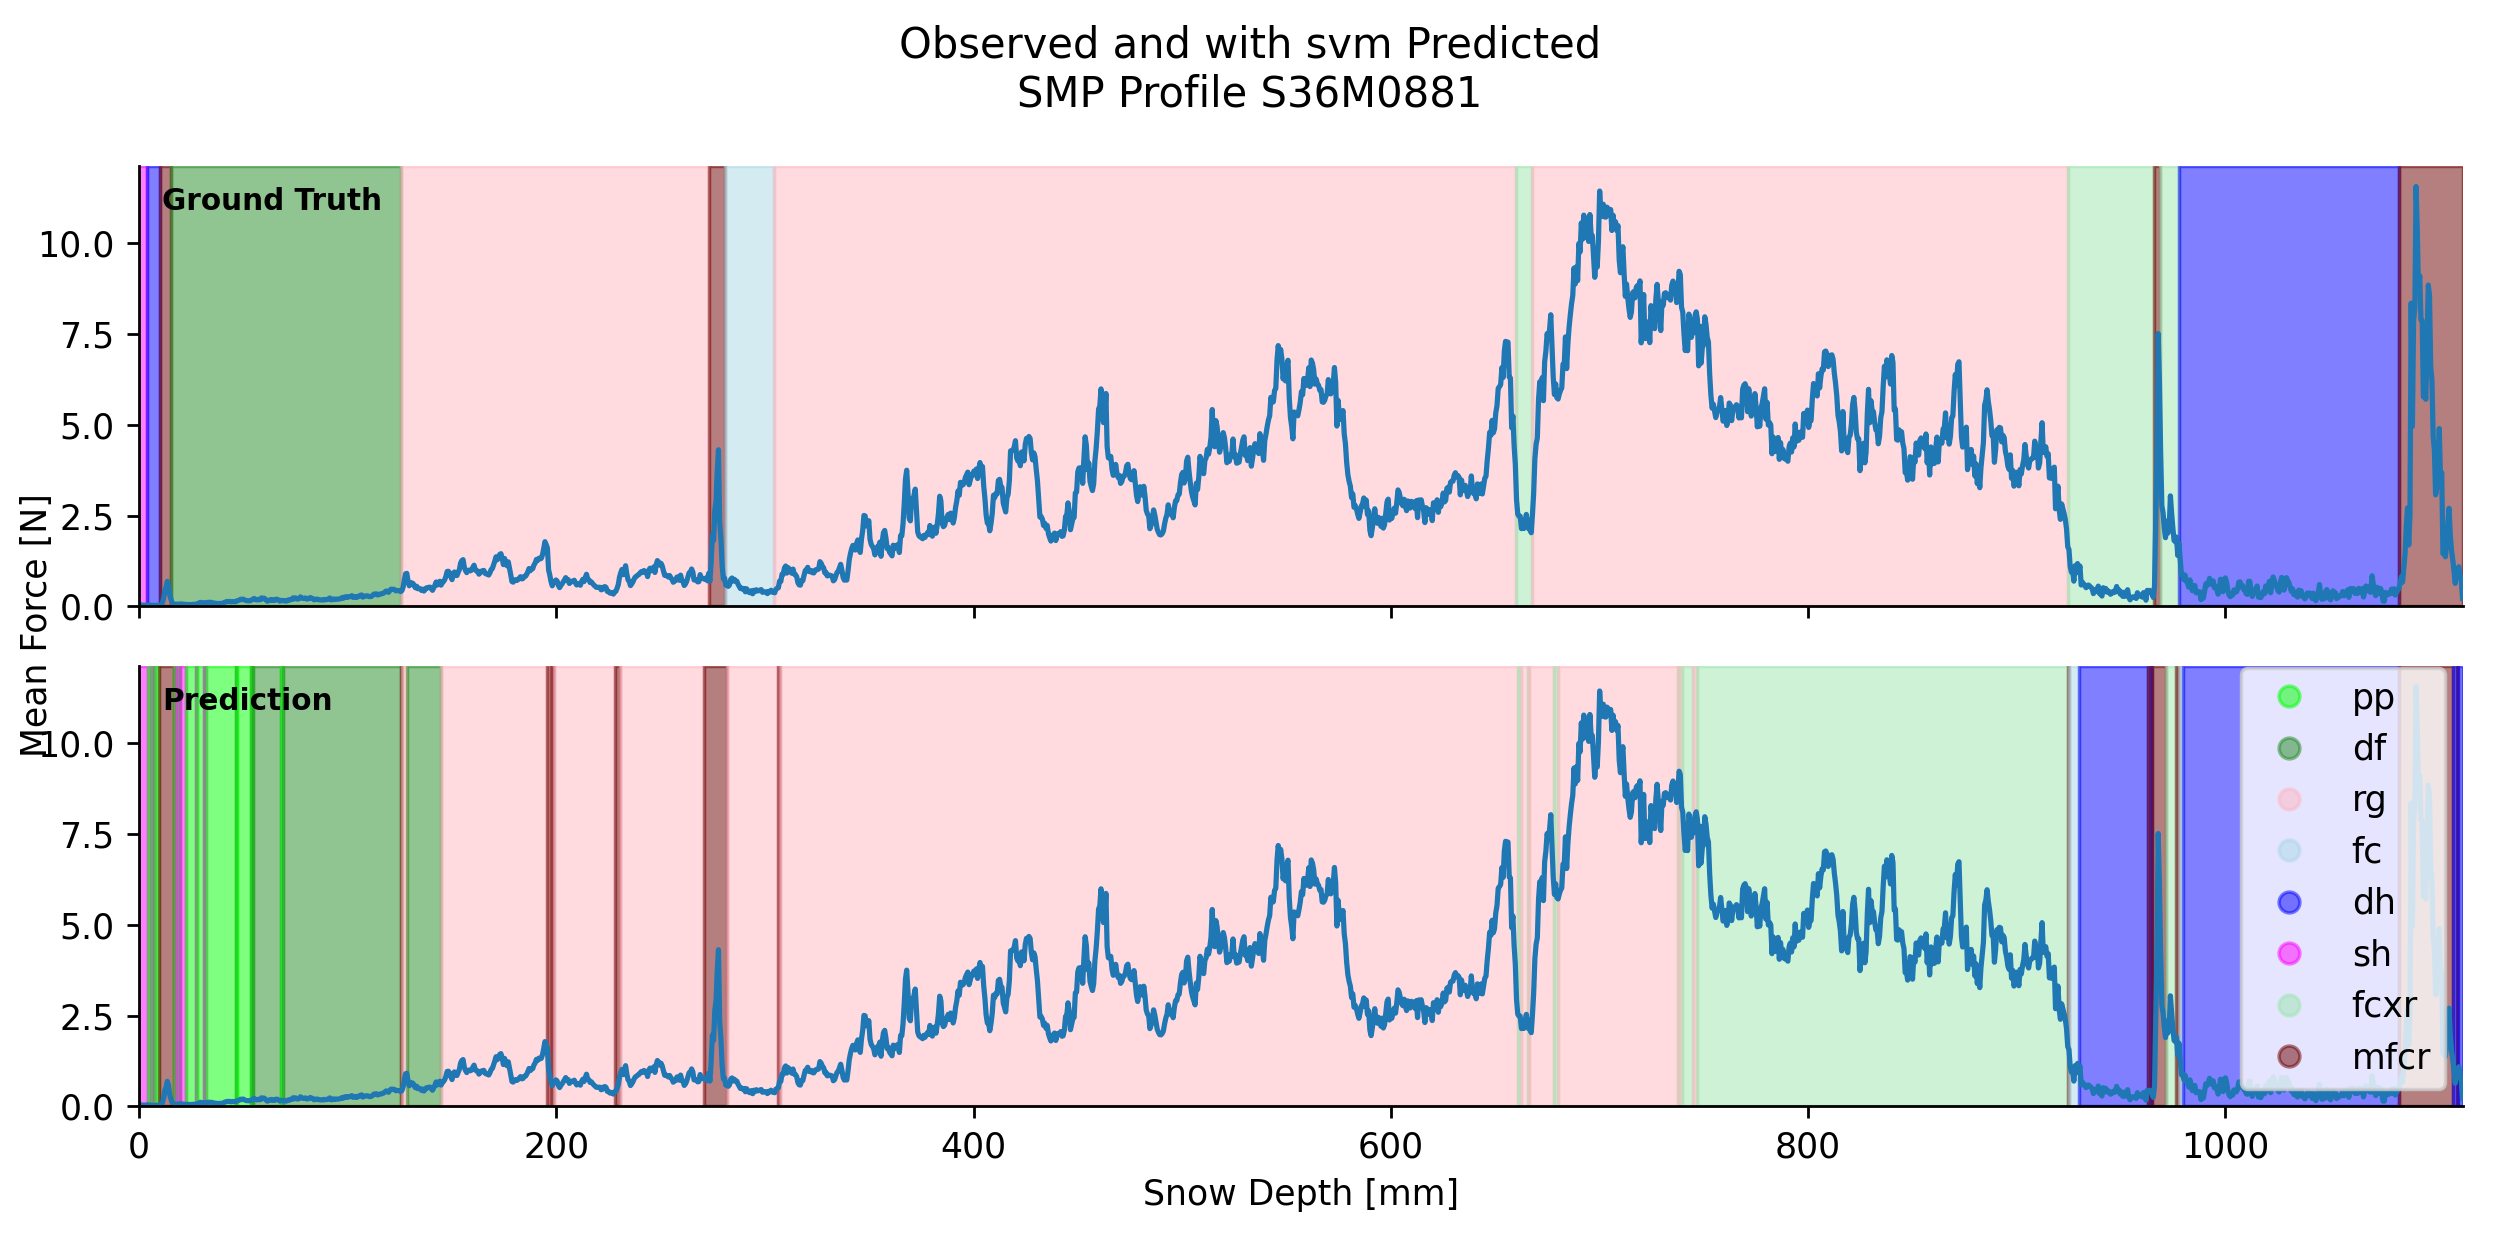 Observed and with svm Predicted
SMP Profile S36M0881
Mean Force [N]
Ground Truth
10.0
7.5
5.0
2.5
0.0
Prediction
10.0
7.5
5.0
2.5
0.0
pp
df
rg
fc
dh
sh
fcxr
mfcr
0 200 400 600 800 1000
Snow Depth [mm]